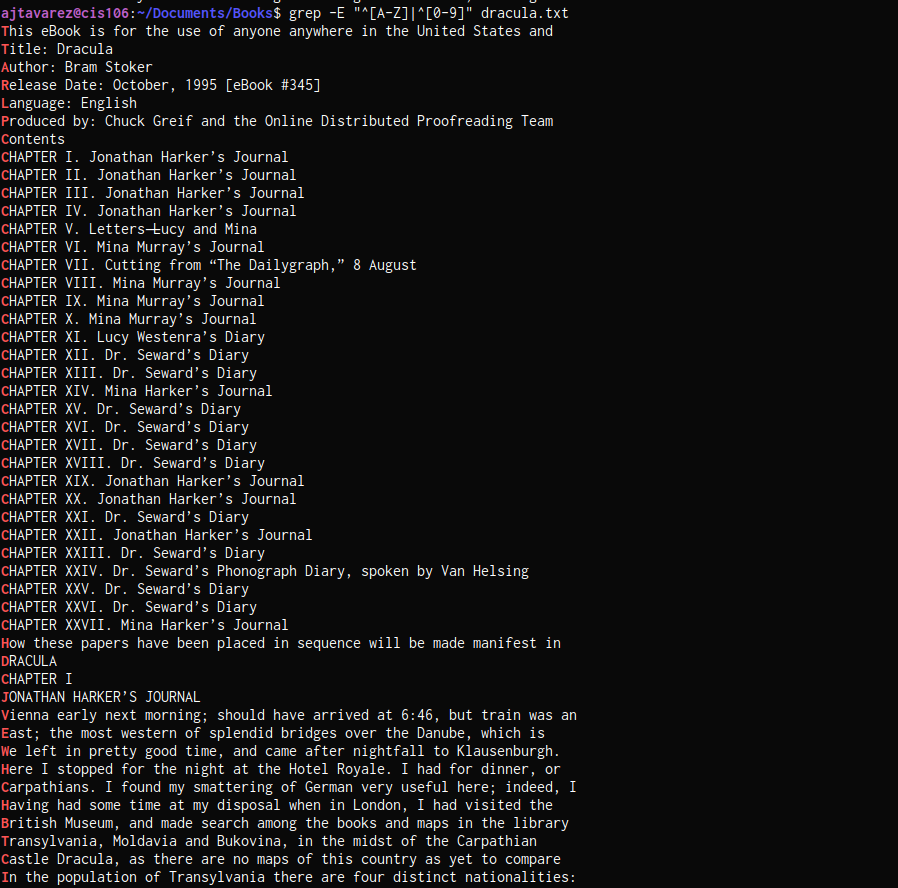 ajtavarez@cis106:~/Documents/Books$ grep -E "^[A-Z]|^[0-9]" dracula.txt
This eBook is for the use of anyone anywhere in the United States and
Title: Dracula
Author: Bram Stoker
Release Date: October, 1995 [eBook #345]
Language: English
Produced by: Chuck Greif and the Online Distributed Proofreading Team
Contents
CHAPTER I. Jonathan Harker’s Journal
CHAPTER II. Jonathan Harker’s Journal
CHAPTER III. Jonathan Harker’s Journal
CHAPTER IV. Jonathan Harker’s Journal
CHAPTER V. Letters—Lucy and Mina
CHAPTER VI. Mina Murray’s Journal
CHAPTER VII. Cutting from “The Dailygraph,” 8 August
CHAPTER VIII. Mina Murray’s Journal
CHAPTER IX. Mina Murray’s Journal
CHAPTER X. Mina Murray’s Journal
CHAPTER XI. Lucy Westenra’s Diary
CHAPTER XII. Dr. Seward’s Diary
CHAPTER XIII. Dr. Seward’s Diary
CHAPTER XIV. Mina Harker’s Journal
CHAPTER XV. Dr. Seward’s Diary
CHAPTER XVI. Dr. Seward’s Diary
CHAPTER XVII. Dr. Seward’s Diary
CHAPTER XVIII. Dr. Seward’s Diary
CHAPTER XIX. Jonathan Harker’s Journal
CHAPTER XX. Jonathan Harker’s Journal
CHAPTER XXI. Dr. Seward’s Diary
CHAPTER XXII. Jonathan Harker’s Journal
CHAPTER XXIII. Dr. Seward’s Diary
CHAPTER XXIV. Dr. Seward’s Phonograph Diary, spoken by Van Helsing
CHAPTER XXV. Dr. Seward’s Diary
CHAPTER XXVI. Dr. Seward’s Diary
CHAPTER XXVII. Mina Harker’s Journal
How these papers have been placed in sequence will be made manifest in
DRACULA
CHAPTER I
JONATHAN HARKER’S JOURNAL
Vienna early next morning; should have arrived at 6:46, but train was an
East; the most western of splendid bridges over the Danube, which is
We left in pretty good time, and came after nightfall to Klausenburgh.
Here I stopped for the night at the Hotel Royale. I had for dinner, or
Carpathians. I found my smattering of German very useful here; indeed, I
Having had some time at my disposal when in London, I had visited the
British Museum, and made search among the books and maps in the library
Transylvania, Moldavia and Bukovina, in the midst of the Carpathian
Castle Dracula, as there are no maps of this country as yet to compare
In the population of Transylvania there are four distinct nationalities: